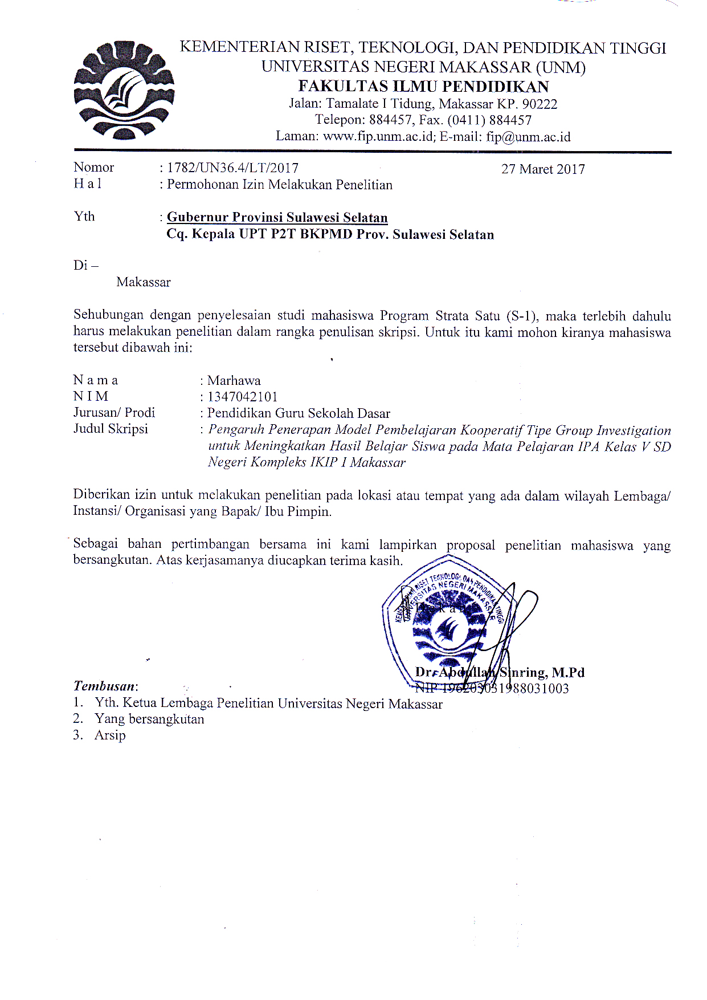 KEMENTERIAN RISET, TEKNOLOGI, DAN PENDIDIKAN TINGGI
UNIVERSITAS NEGERI MAKASSAR (UNM)
FAKULTAS ILMU PENDIDIKAN
Jalan: Tamalate I Tidung, Makassar KP. 90222
Telepon: 884457, Fax. (0411) 884457
Laman: www.fip.unm.ac.id; E-mail: fip@unm.ac.id
Nomor : 1782/UN36.4/LT/2017 27 Maret 2017
H a l : Permohonan Izin Melakukan Penelitian
Yth : Gubernur Provinsi Sulawesi Selatan
Cq. Kepala UPT P2T BKPMD Prov. Sulawesi Selatan
Di –
Makassar
Sehubungan dengan penyelesaian studi mahasiswa Program Strata Satu (S-1), maka terlebih dahulu
harus melakukan penelitian dalam rangka penulisan skripsi. Untuk itu kami mohon kiranya mahasiswa
tersebut dibawah ini:
N a m a : Marhawa
N I M : 1347042101
Jurusan/ Prodi : Pendidikan Guru Sekolah Dasar
Judul Skripsi : Pengaruh Penerapan Model Pembelajaran Kooperatif Tipe Group Investigation
untuk Meningkatkan Hasil Belajar Siswa pada Mata Pelajaran IPA Kelas V SD
Negeri Kompleks IKIP I Makassar
Diberikan izin untuk melakukan penelitian pada lokasi atau tempat yang ada dalam wilayah Lembaga/
Instansi/ Organisasi yang Bapak/ Ibu Pimpin.
Sebagai bahan pertimbangan bersama ini kami lampirkan proposal penelitian mahasiswa yang
bersangkutan. Atas kerjasamanya diucapkan terima kasih.
KEMENTERIAN RISET TEKNOLOGI, DAN PENDIDIKAN TINGGI
UNIVERSITAS NEGERI MAKASSAR
D e k a n
Dr. Abdullah Sinring, M.Pd
NIP 196203031988031003
Tembusan:
1. Yth. Ketua Lembaga Penelitian Universitas Negeri Makassar
2. Yang bersangkutan
3. Arsip